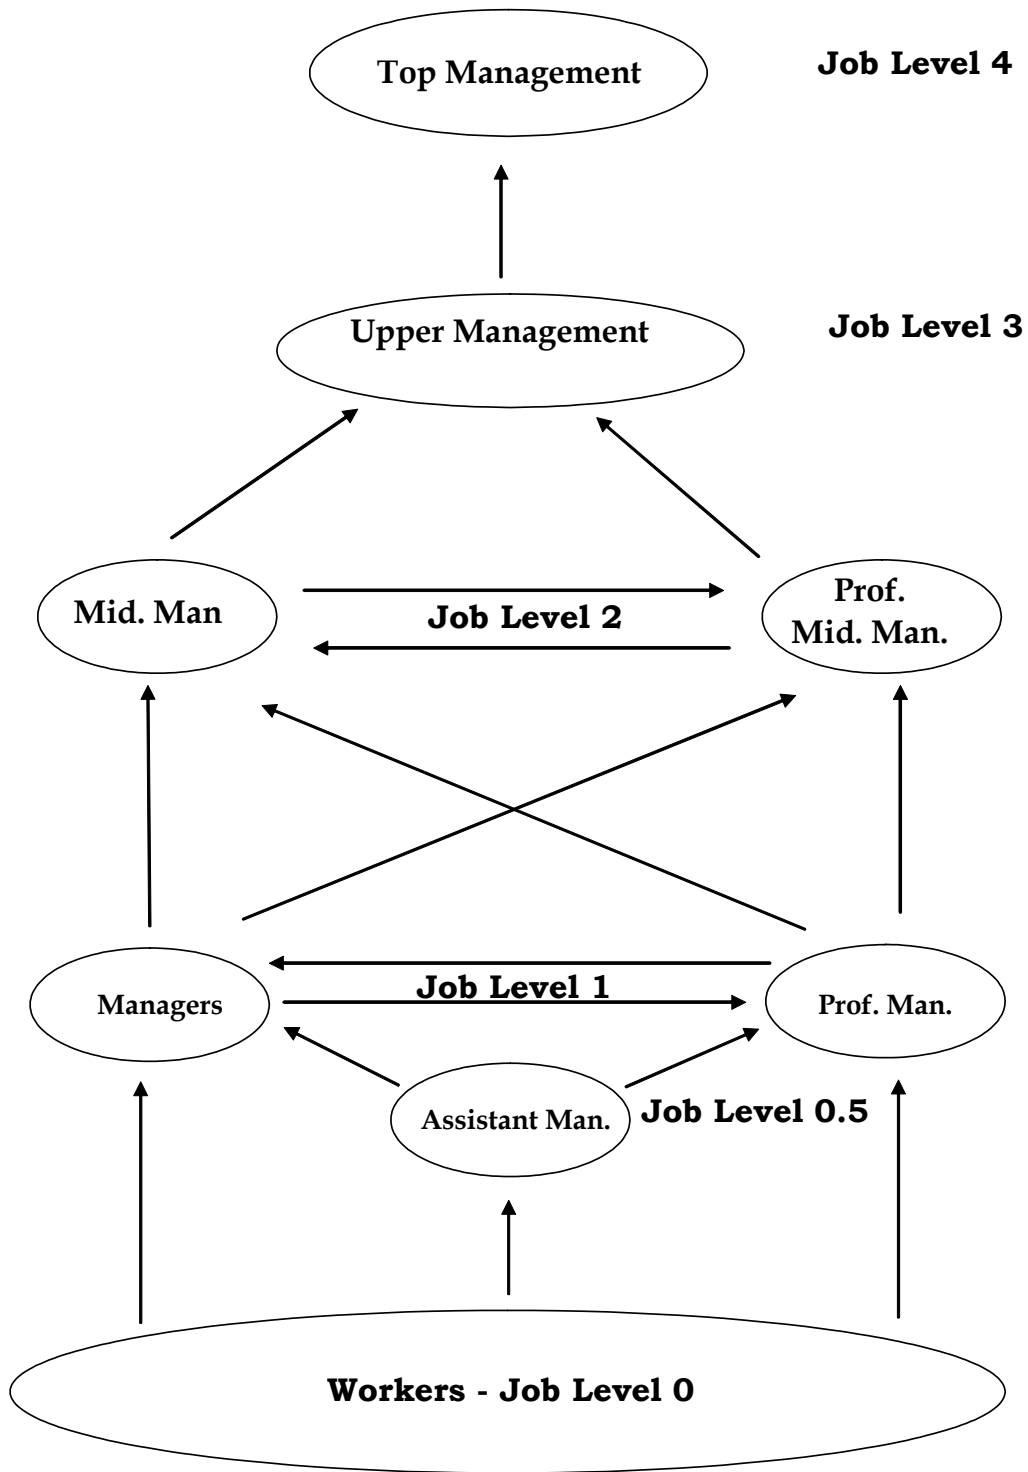 Top Management
Job Level 4
Upper Management
Job Level 3
Mid. Man
Job Level 2
Prof.
Mid. Man.
Managers
Job Level 1
Prof. Man.
Assistant Man.
Job Level 0.5
Workers - Job Level 0